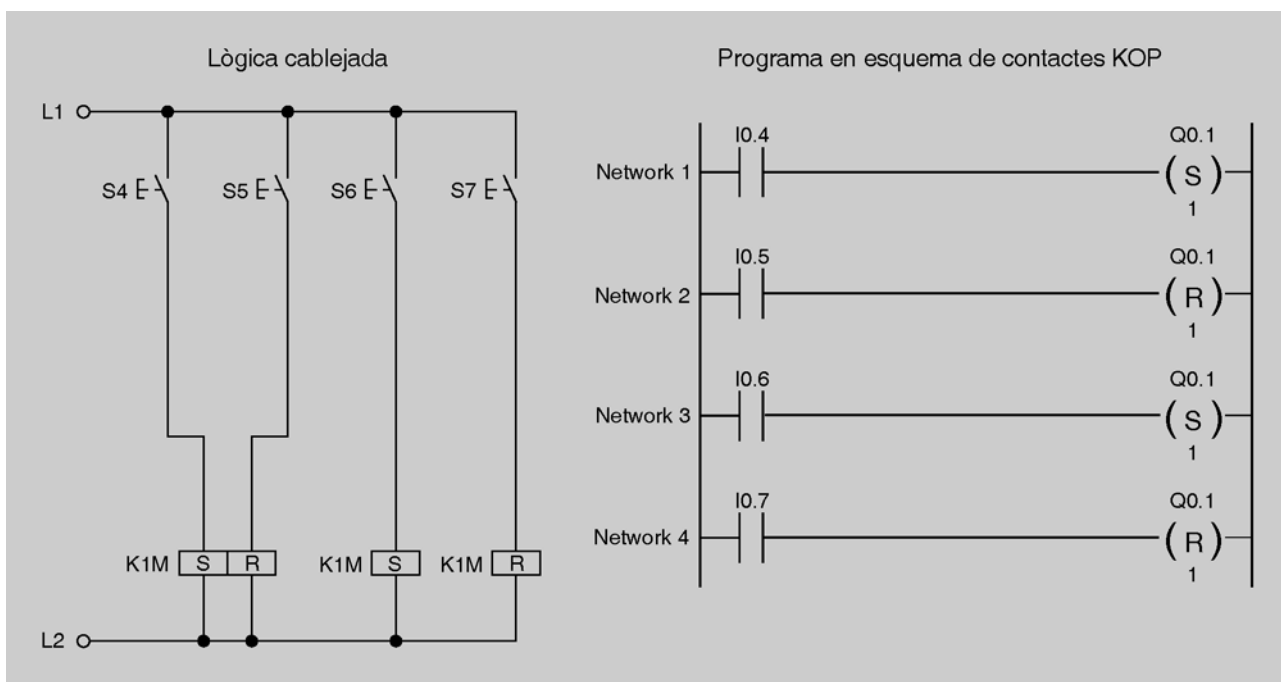 Lògica cablejada
L1
S4
S5
S6
S7
K1M
S
R
K1M
S
K1M
R
L2
Programa en esquema de contactes KOP
I0.4
Q0.1
Network 1
S
1
I0.5
Q0.1
Network 2
R
1
I0.6
Q0.1
Network 3
S
1
I0.7
Q0.1
Network 4
R
1